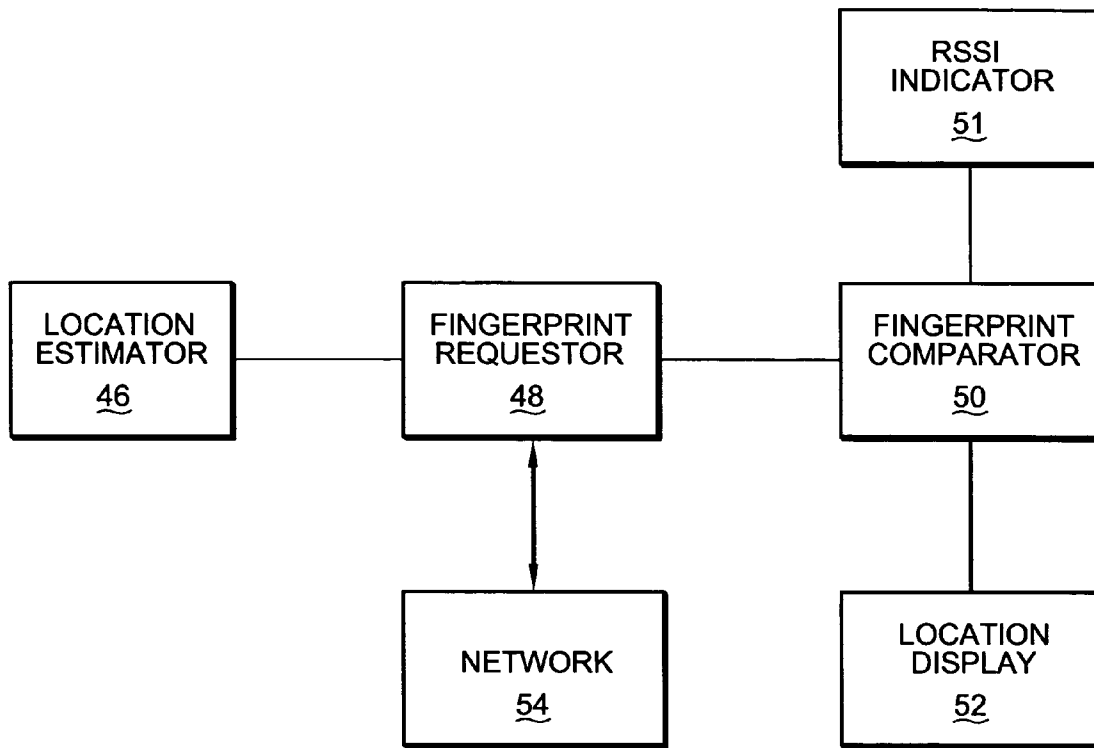 RSSI
INDICATOR
51
LOCATION
ESTIMATOR
46
FINGERPRINT
REQUESTOR
48
FINGERPRINT
COMPARATOR
50
NETWORK
54
LOCATION
DISPLAY
52